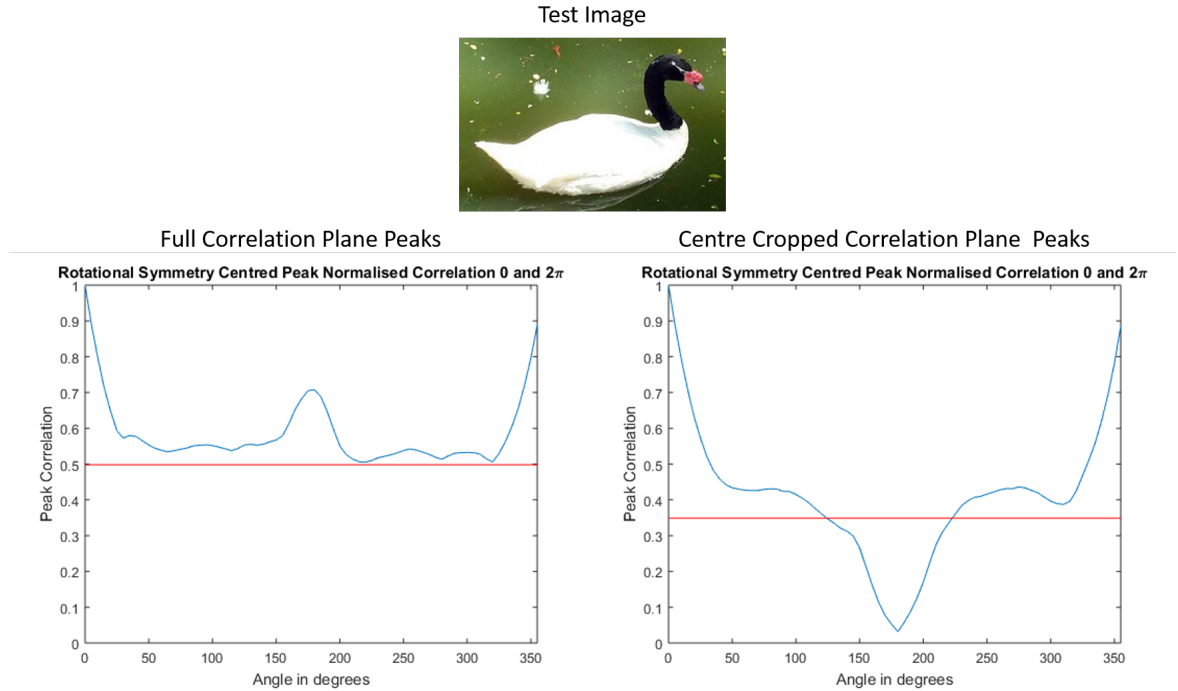 Test Image
Full Correlation Plane Peaks
Centre Cropped Correlation Plane  Peaks
Rotational Symmetry Centred Peak Normalised Correlation 0 and 2π
1
0.9
0.8
0.7
0.6
0.5
0.4
0.3
0.2
0.1
0
Peak Correlation
0 50 100 150 200 250 300 350
Angle in degrees
Rotational Symmetry Centred Peak Normalised Correlation 0 and 2π
1
0.9
0.8
0.7
0.6
0.5
0.4
0.3
0.2
0.1
0
Peak Correlation
0 50 100 150 200 250 300 350
Angle in degrees